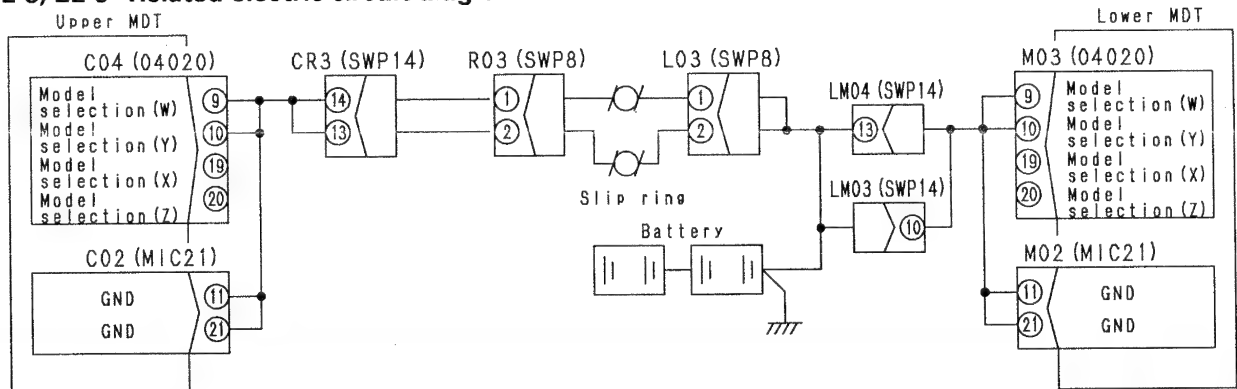 Upper MDT
Lower MDT
C04 (04020)
CR3 (SWP14)
R03 (SWP8)
L03 (SWP8)
LM04 (SWP14)
M03 (04020)
Model
selection (W)
9
Model
selection (Y)
10
Model
selection (X)
19
Model
selection (Z)
20
14
13
1
2
1
2
13
9
Model
selection (W)
10
Model
selection (Y)
19
Model
selection (X)
20
Model
selection (Z)
Slip ring
LM03 (SWP14)
10
Battery
C02 (MIC21)
GND
11
GND
21
M02 (MIC21)
11
GND
21
GND